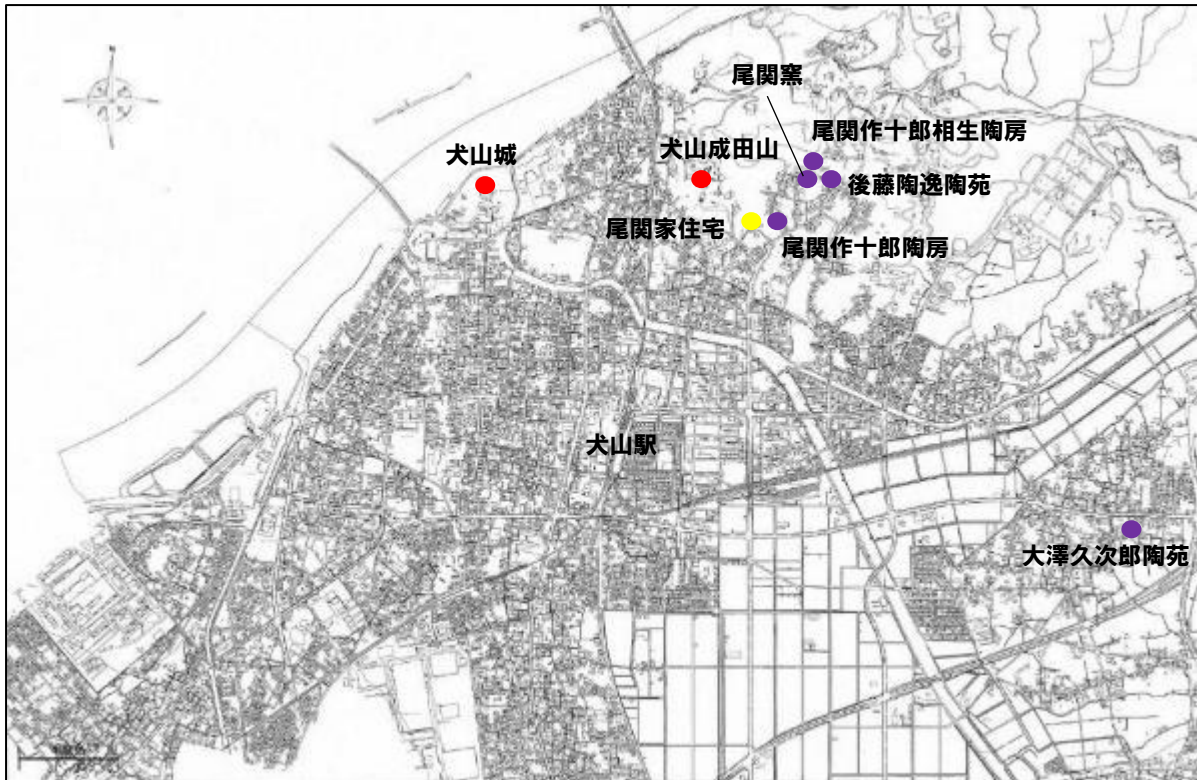 尾関窯
尾関作十郎相生陶房
犬山城
犬山成田山
後藤陶逸陶苑
尾関家住宅
尾関作十郎陶房
犬山駅
大澤久次郎陶苑